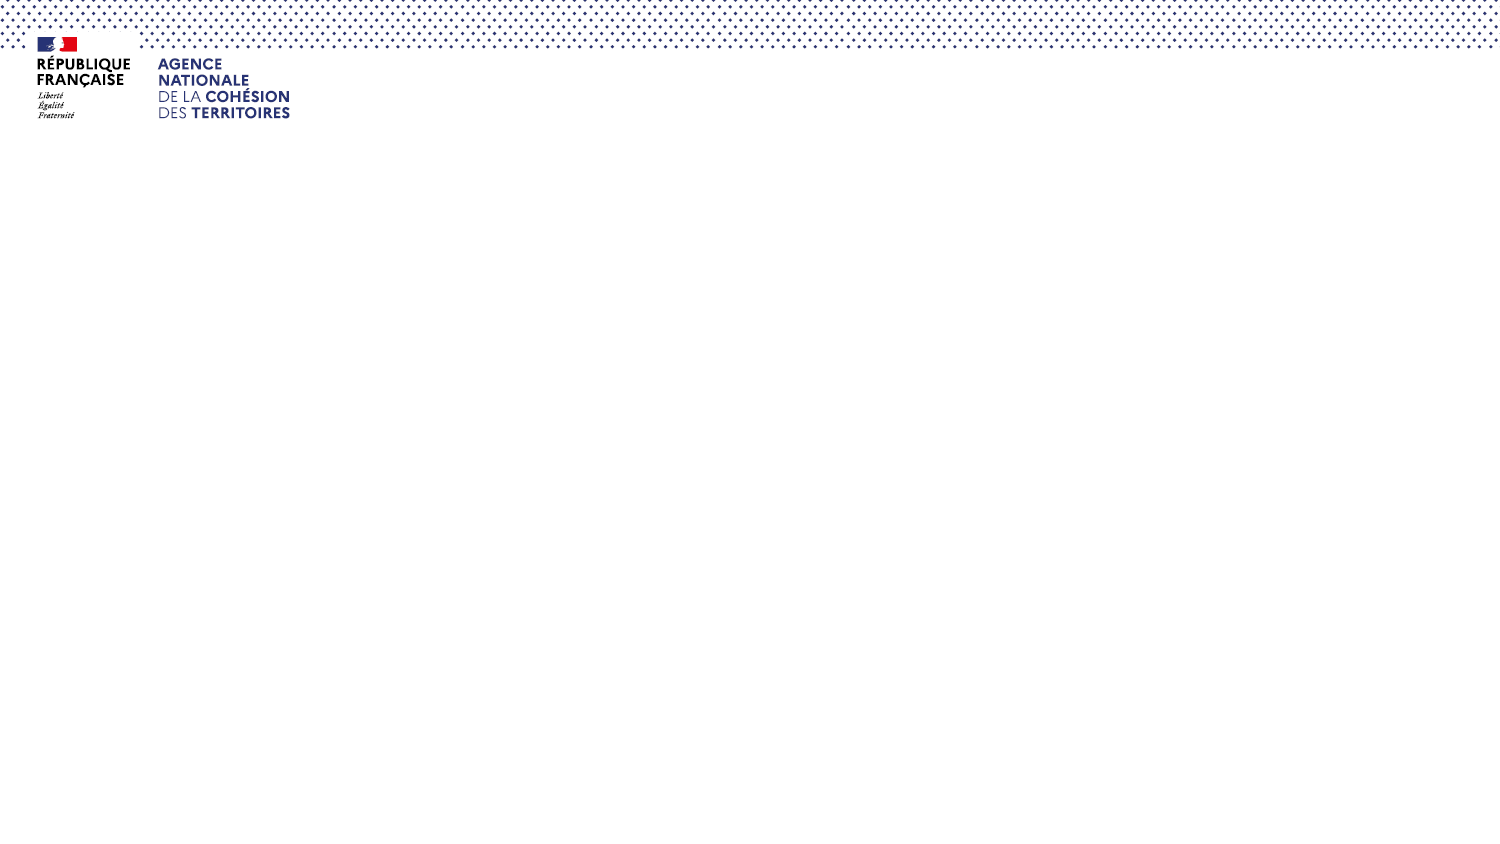 RÉPUBLIQUE
FRANÇAISE
Liberté
Égalité
Fraternité
AGENCE
NATIONALE
DE LA COHÉSION
DES TERRITOIRES